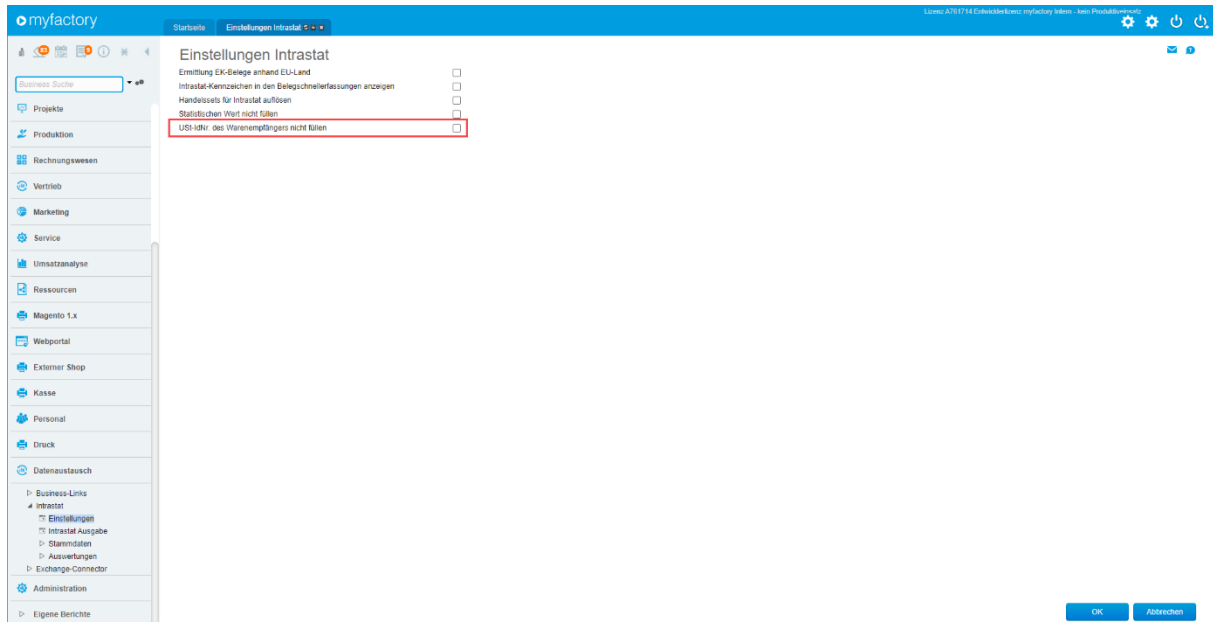 myfactory
Startseite
Einstellungen Intrastat
Lizenz A761714 Entwicklerlizenz myfactory Intern - kein Produktiveinsatz
Business Suche
Projekte
Produktion
Rechnungswesen
Vertrieb
Marketing
Service
Umsatzanalyse
Ressourcen
Magento 1.x
Webportal
Externer Shop
Kasse
Personal
Druck
Datenaustausch
Business-Links
Intrastat
Einstellungen
Intrastat Ausgabe
Stammdaten
Auswertungen
Exchange-Connector
Administration
Eigene Berichte
Einstellungen Intrastat
Ermittlung EK-Belege anhand EU-Land
Intrastat-Kennzeichen in den Belegschnellerfassungen anzeigen
Handelssets für Intrastat auflösen
Statistischen Wert nicht füllen
USt-IdNr. des Warenempfängers nicht füllen
OK
Abbrechen